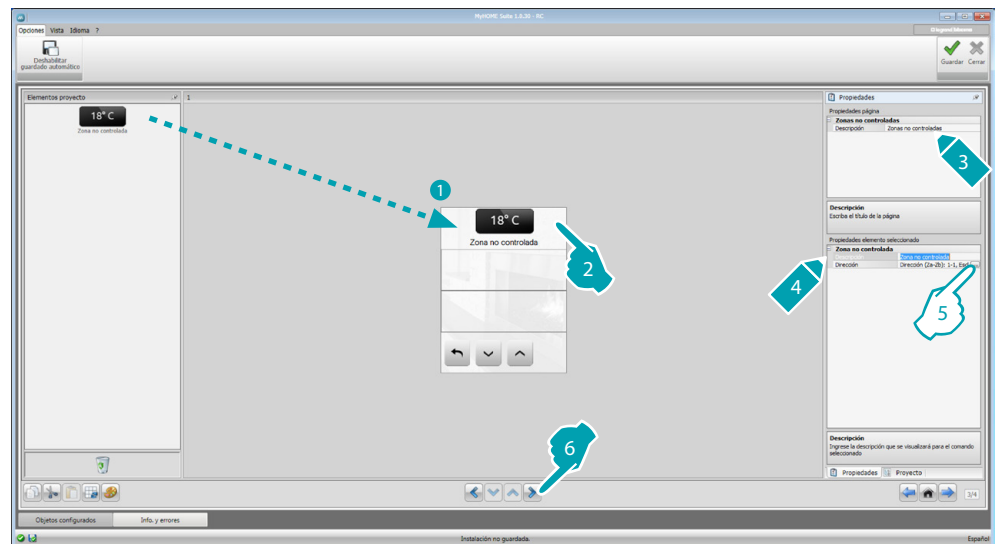 MyHOME Suite 1.8.30 - RC
Opciones Vista Idioma ?
Deshabilitar
guardado automático
Guardar Cerrar
Elementos proyecto
18°C
Zona no controlada
1
1
18°C
Zona no controlada
2
Propiedades
Propiedades página
Zonas no controladas
Descripción Zonas no controladas
3
Descripción
Escriba el título de la página
Propiedades elemento seleccionado
Zona no controlada
Descripción Zona no controlada
Dirección Dirección (Za-Zb): 1-1,
4
5
6
Descripción
Ingrese la descripción que se visualizará para el comando
seleccionado
Propiedades Proyecto
3/4
Objetos configurados Info. y errores
Instalación no guardada.
Español